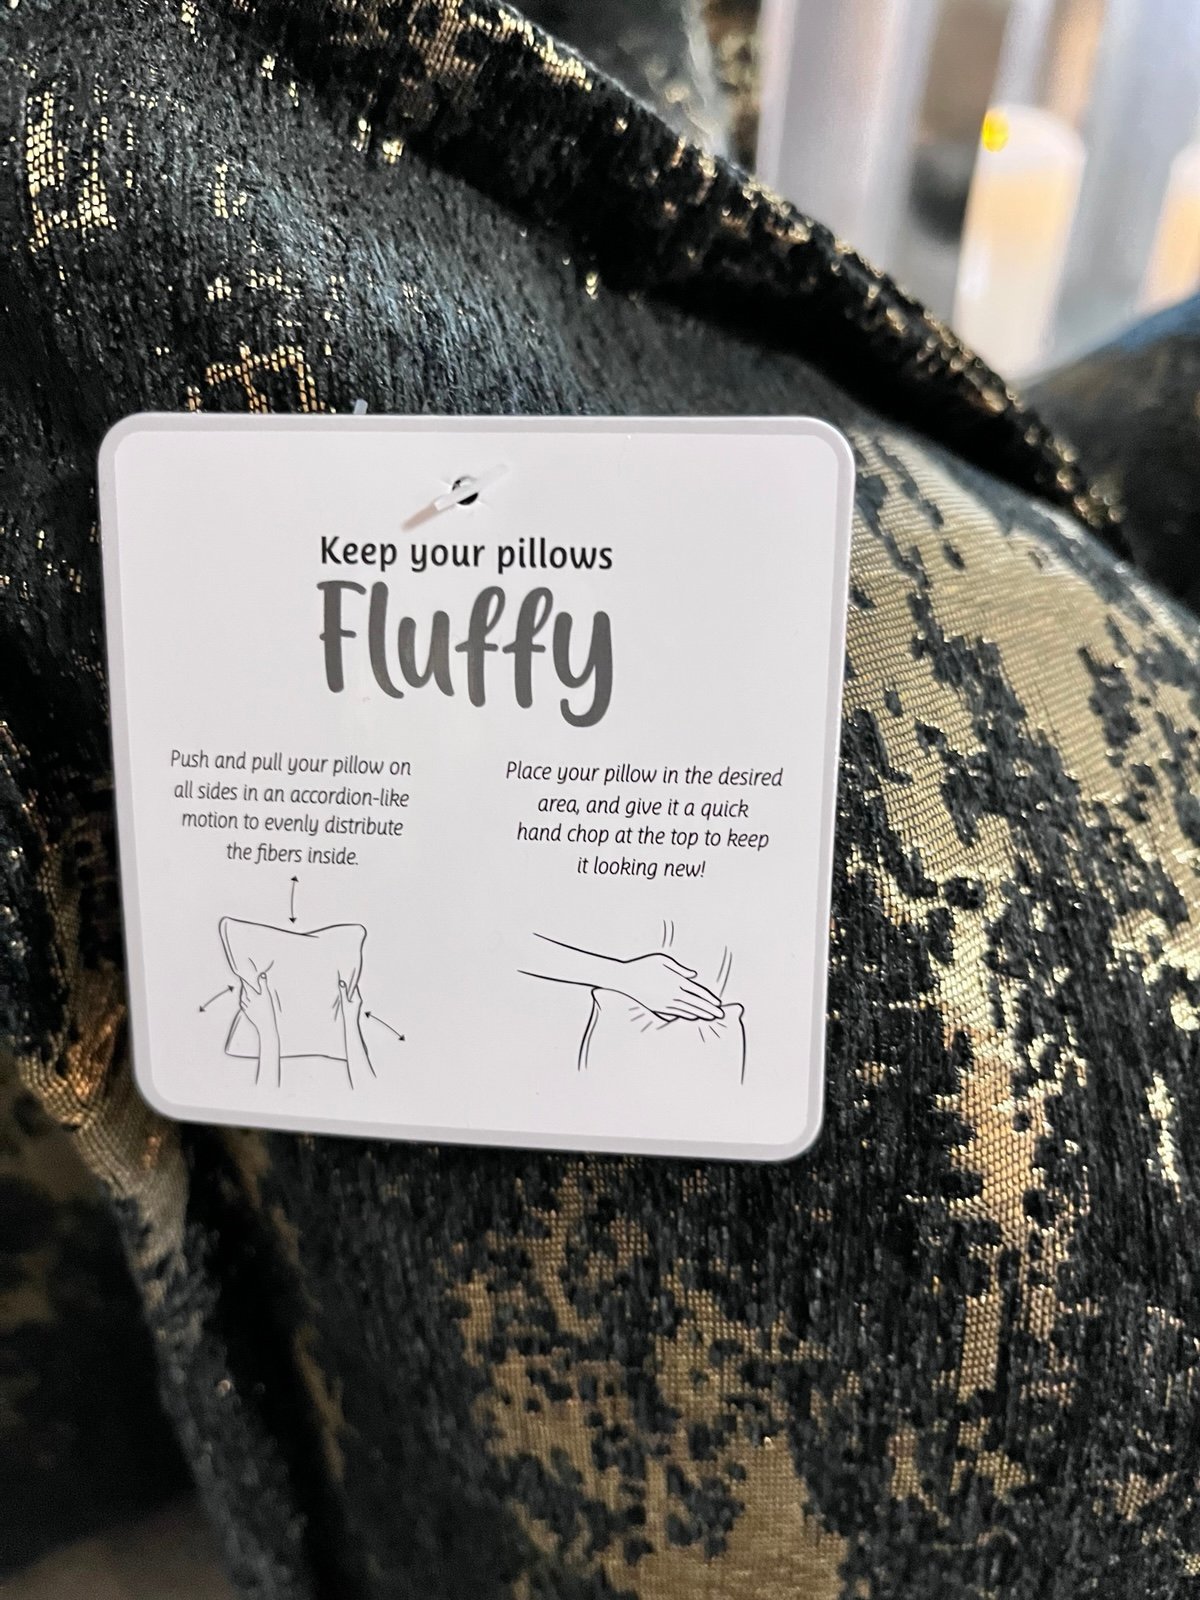 Keep your pillows
Fluffy
Push and pull your pillow on
all sides in an accordion-like
motion to evenly distribute
the fibers inside.
Place your pillow in the desired
area, and give it a quick
hand chop at the top to keep
it looking new!